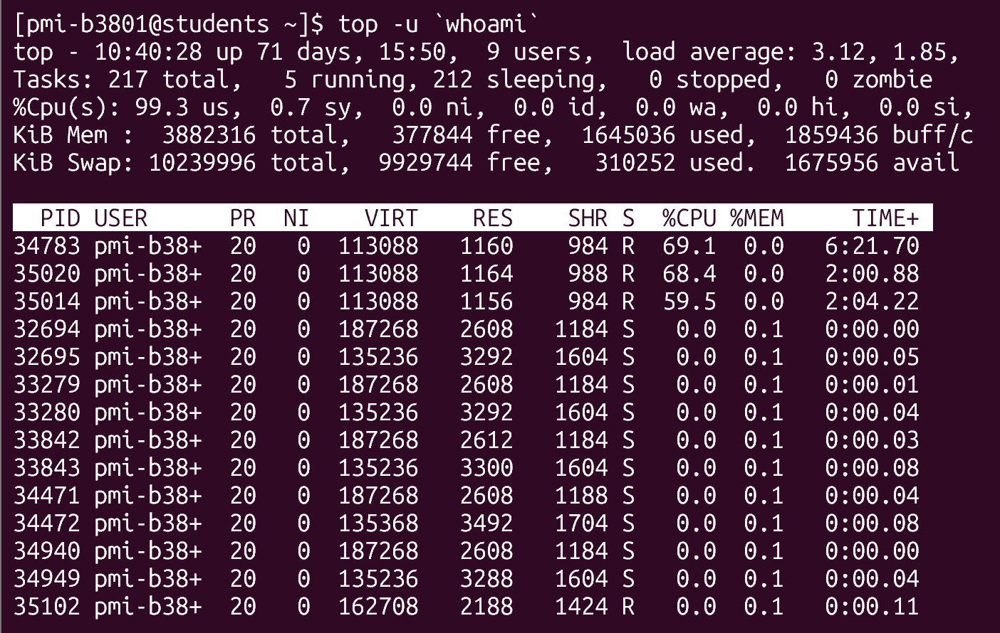 [pmi-b3801@students ~]$ top -u `whoami`
top - 10:40:28 up 71 days, 15:50,  9 users,  load average: 3.12, 1.85,
Tasks: 217 total,   5 running, 212 sleeping,   0 stopped,   0 zombie
%Cpu(s): 99.3 us,  0.7 sy,  0.0 ni,  0.0 id,  0.0 wa,  0.0 hi,  0.0 si,
KiB Mem :  3882316 total,   377844 free,  1645036 used,  1859436 buff/c
KiB Swap: 10239996 total,  9929744 free,   310252 used.  1675956 avail
  PID USER      PR  NI    VIRT    RES    SHR S  %CPU %MEM     TIME+
34783 pmi-b38+  20   0  113088   1160    984 R  69.1  0.0   6:21.70
35020 pmi-b38+  20   0  113088   1164    988 R  68.4  0.0   2:00.88
35014 pmi-b38+  20   0  113088   1156    984 R  59.5  0.0   2:04.22
32694 pmi-b38+  20   0  187268   2608   1184 S   0.0  0.1   0:00.00
32695 pmi-b38+  20   0  135236   3292   1604 S   0.0  0.1   0:00.05
33279 pmi-b38+  20   0  187268   2608   1184 S   0.0  0.1   0:00.01
33280 pmi-b38+  20   0  135236   3292   1604 S   0.0  0.1   0:00.04
33842 pmi-b38+  20   0  187268   2612   1184 S   0.0  0.1   0:00.03
33843 pmi-b38+  20   0  135236   3300   1604 S   0.0  0.1   0:00.08
34471 pmi-b38+  20   0  187268   2608   1188 S   0.0  0.1   0:00.04
34472 pmi-b38+  20   0  135368   3492   1704 S   0.0  0.1   0:00.08
34940 pmi-b38+  20   0  187268   2608   1184 S   0.0  0.1   0:00.00
34949 pmi-b38+  20   0  135236   3288   1604 S   0.0  0.1   0:00.04
35102 pmi-b38+  20   0  162708   2188   1424 R   0.0  0.1   0:00.11